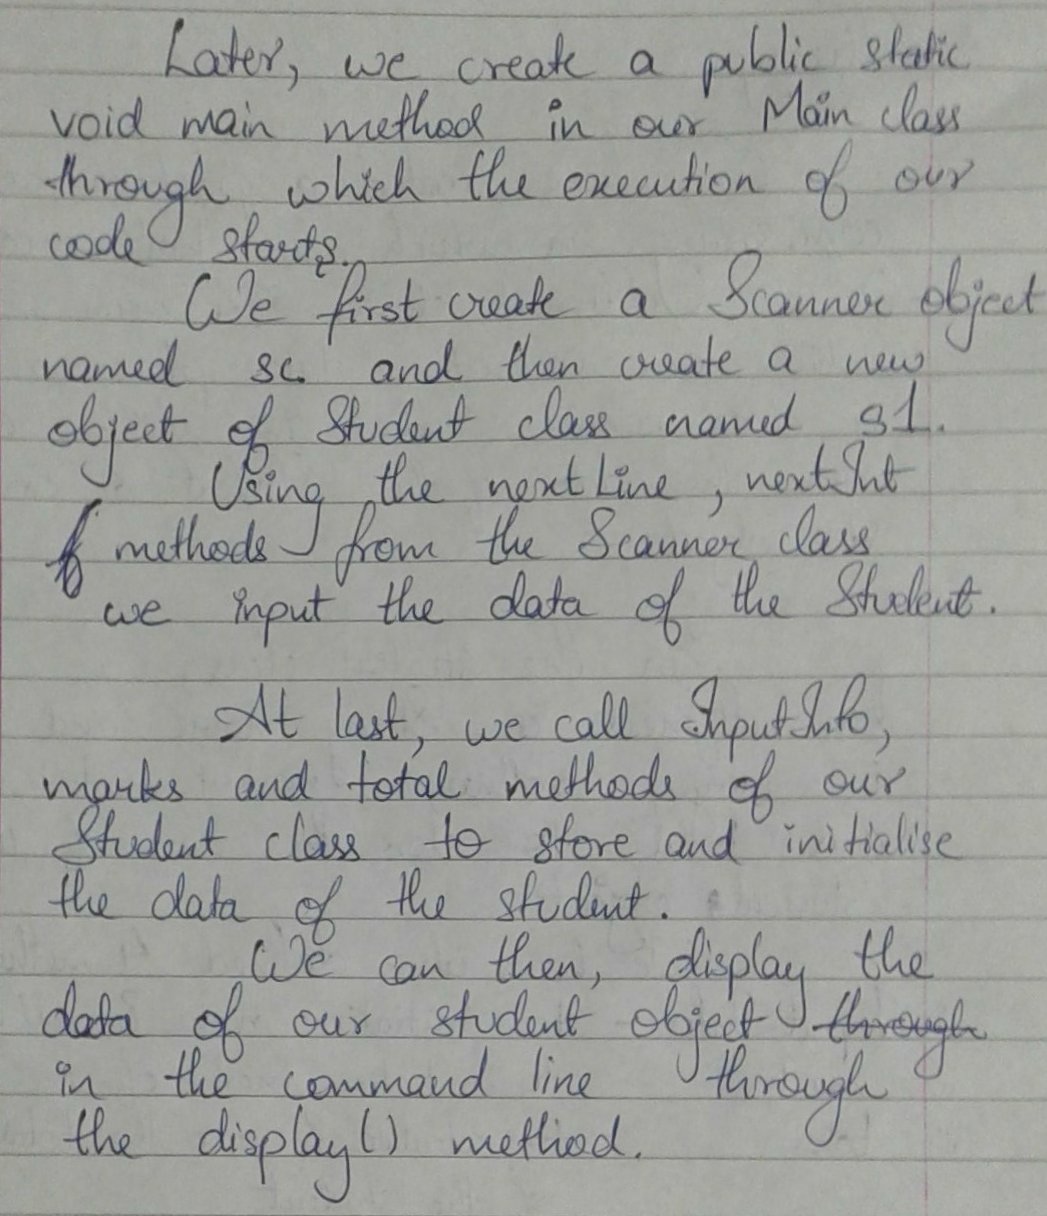 Later, we create a public static
void main method in our Main class
through which the execution of our
code starts.
We first create a Scanner object
named sc. and then create a new
object of Student class named s1.
Using the nextLine, nextInt
methods from the Scanner class
we input the data of the Student.
At last, we call InputInfo,
marks and total methods of our
Student class to store and initialise
the data of the student.
We can then, display the
data of our student object through
in the command line through
the display() method.